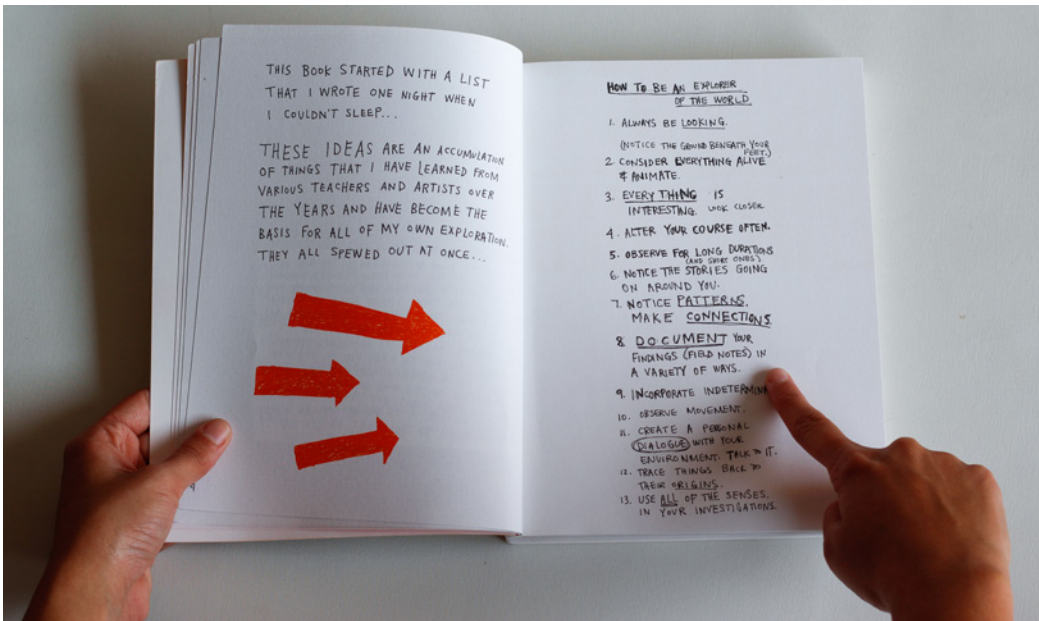 THIS BOOK STARTED WITH A LIST
THAT I WROTE ONE NIGHT WHEN
I COULDN'T SLEEP...
THESE IDEAS ARE AN ACCUMULATION
OF THINGS THAT I HAVE LEARNED FROM
VARIOUS TEACHERS AND ARTISTS OVER
THE YEARS AND HAVE BECOME THE
BASIS FOR ALL OF MY OWN EXPLORATION.
THEY ALL SPEWED OUT AT ONCE...
HOW TO BE AN EXPLORER
OF THE WORLD
1. ALWAYS BE LOOKING.
(NOTICE THE GROUND BENEATH YOUR
FEET.)
2. CONSIDER EVERYTHING ALIVE
& ANIMATE.
3. EVERY THING IS
INTERESTING. LOOK CLOSER.
4. ALTER YOUR COURSE OFTEN.
5. OBSERVE FOR LONG DURATIONS
(AND SHORT ONES)
6. NOTICE THE STORIES GOING
ON AROUND YOU.
7. NOTICE PATTERNS.
MAKE CONNECTIONS
8. DOCUMENT YOUR
FINDINGS (FIELD NOTES) IN
A VARIETY OF WAYS.
9. INCORPORATE
10. OBSERVE MOVEMENT.
11. CREATE A PERSONAL
DIALOGUE WITH YOUR
ENVIRONMENT. TALK TO IT.
12. TRACE THINGS BACK TO
THEIR ORIGINS.
13. USE ALL OF THE SENSES.
IN YOUR INVESTIGATIONS.